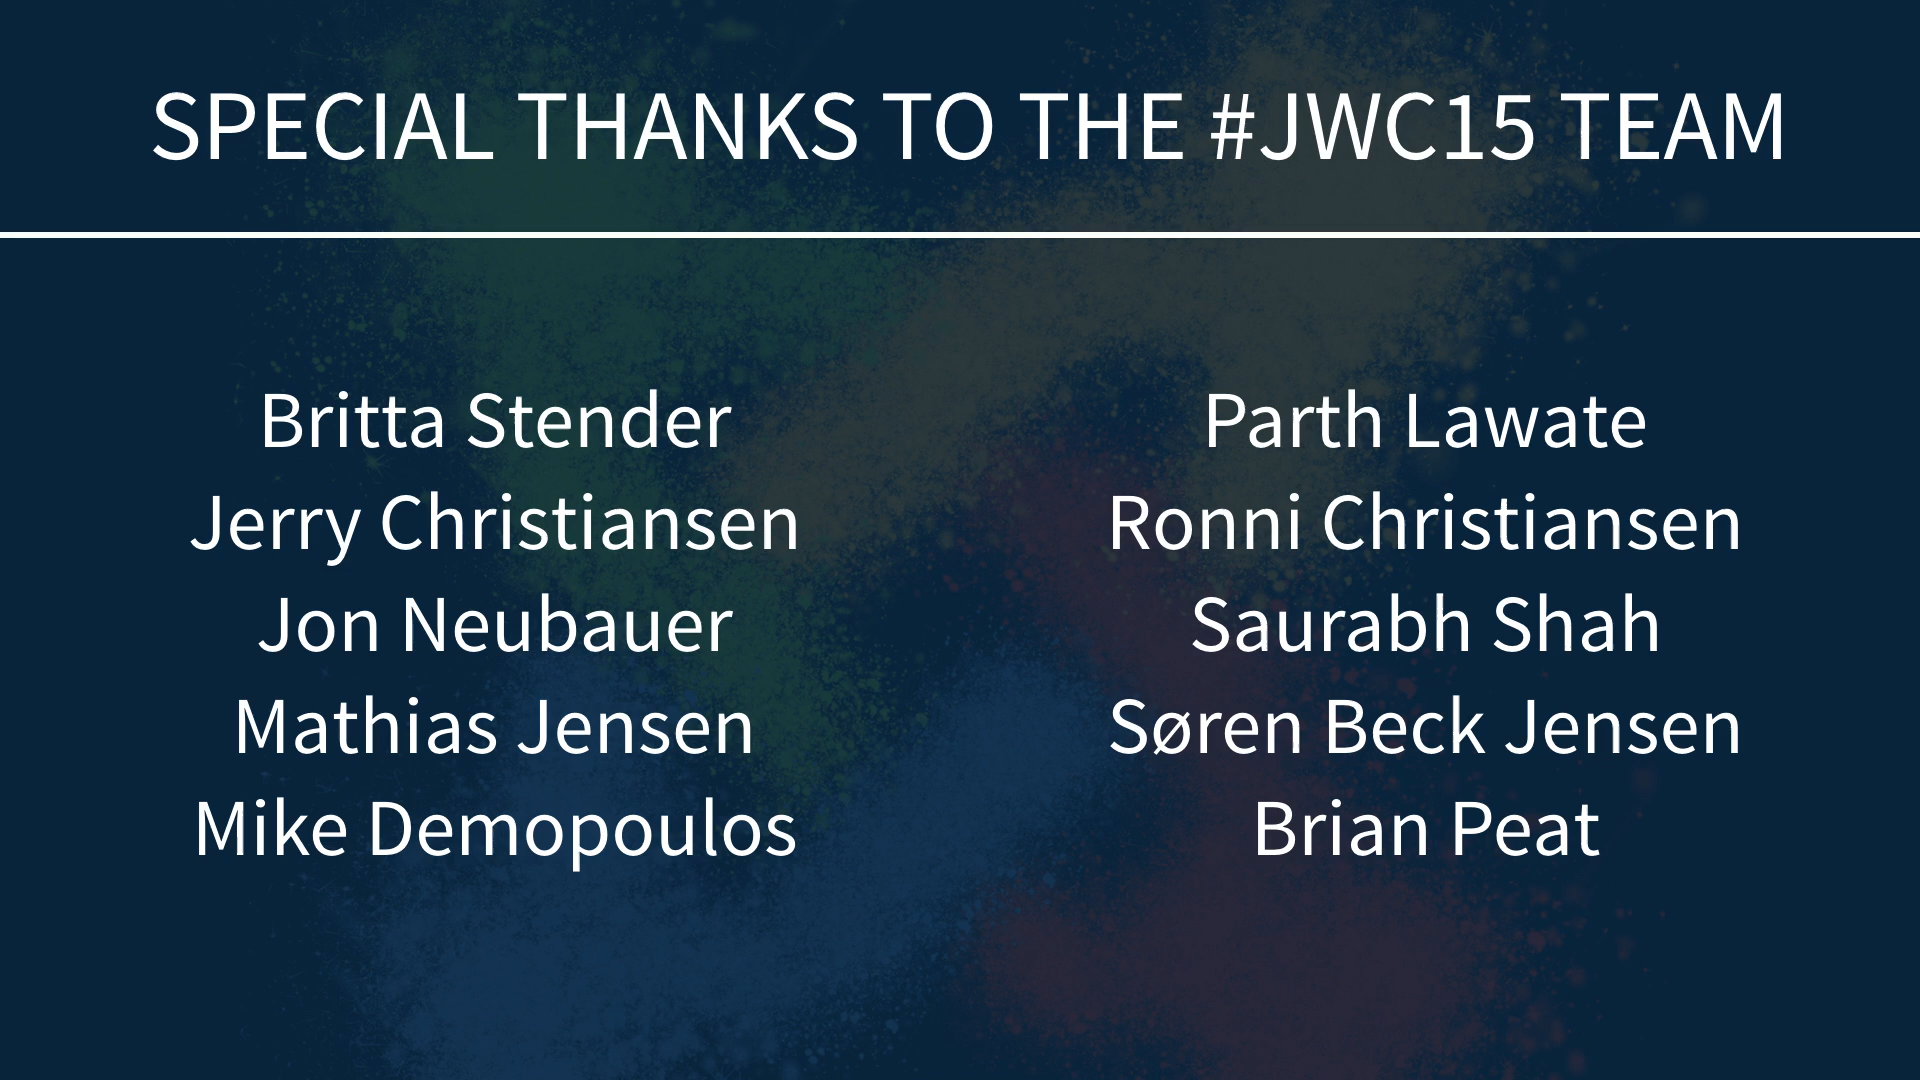 SPECIAL THANKS TO THE #JWC15 TEAM
Britta Stender
Jerry Christiansen
Jon Neubauer
Mathias Jensen
Mike Demopoulos
Parth Lawate
Ronni Christiansen
Saurabh Shah
Søren Beck Jensen
Brian Peat